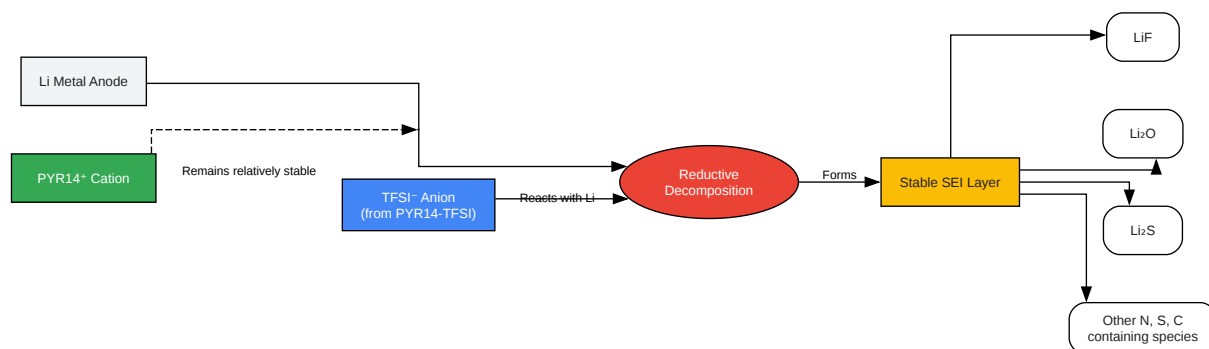 Li Metal Anode
PYR14⁺ Cation
Remains relatively stable
TFSI⁻ Anion
(from PYR14-TFSI)
Reacts with Li
Reductive
Decomposition
Forms
Stable SEI Layer
LiF
Li₂O
Li₂S
Other N, S, C
containing species